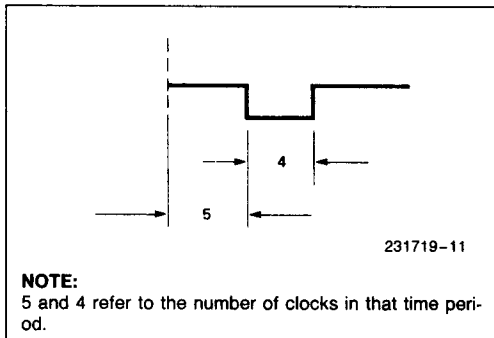 4
5
231719-11
NOTE:
5 and 4 refer to the number of clocks in that time peri-
od.